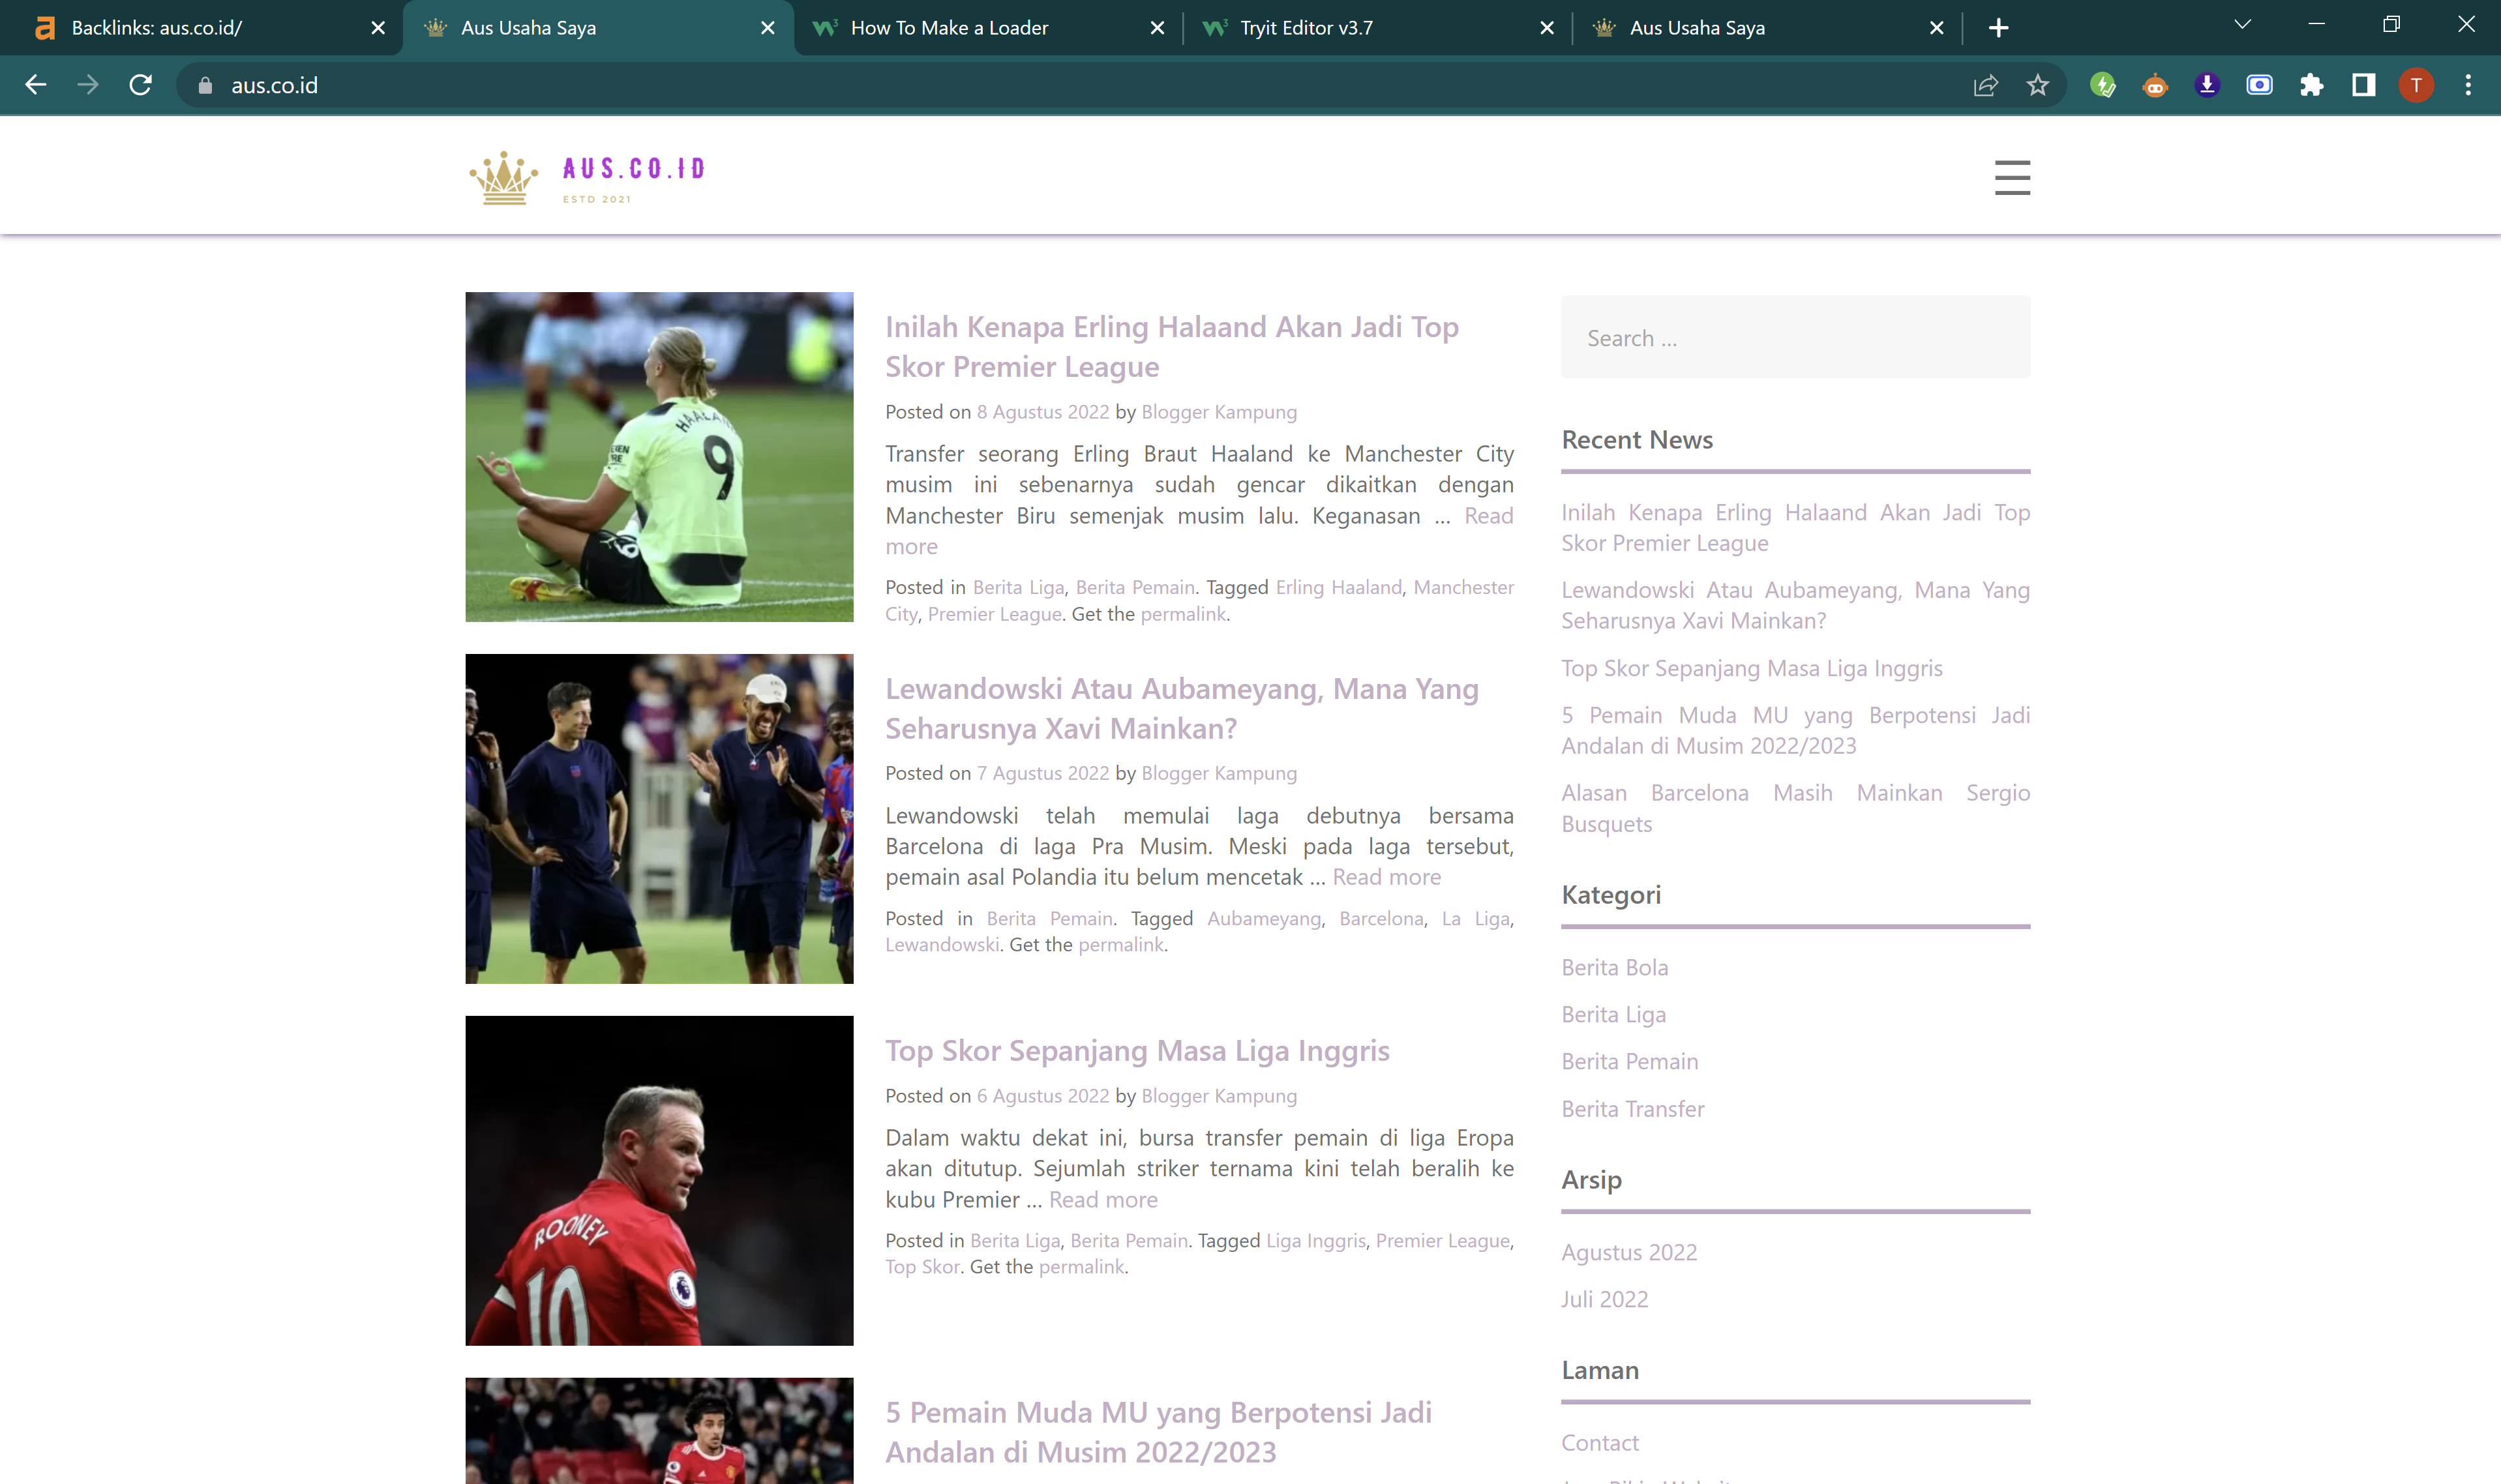 Backlinks: aus.co.id/
Aus Usaha Saya
How To Make a Loader
Tryit Editor v3.7
Aus Usaha Saya
aus.co.id
T
AUS.CO.ID
ESTD 2021
HAALAND
9
Inilah Kenapa Erling Halaand Akan Jadi Top
Skor Premier League
Posted on 8 Agustus 2022 by Blogger Kampung
Transfer seorang Erling Braut Haaland ke Manchester City
musim ini sebenarnya sudah gencar dikaitkan dengan
Manchester Biru semenjak musim lalu. Keganasan ... Read
more
Posted in Berita Liga, Berita Pemain. Tagged Erling Haaland, Manchester
City, Premier League. Get the permalink.
Lewandowski Atau Aubameyang, Mana Yang
Seharusnya Xavi Mainkan?
Posted on 7 Agustus 2022 by Blogger Kampung
Lewandowski telah memulai laga debutnya bersama
Barcelona di laga Pra Musim. Meski pada laga tersebut,
pemain asal Polandia itu belum mencetak ... Read more
Posted in Berita Pemain. Tagged Aubameyang, Barcelona, La Liga,
Lewandowski. Get the permalink.
ROONEY
10
Top Skor Sepanjang Masa Liga Inggris
Posted on 6 Agustus 2022 by Blogger Kampung
Dalam waktu dekat ini, bursa transfer pemain di liga Eropa
akan ditutup. Sejumlah striker ternama kini telah beralih ke
kubu Premier ... Read more
Posted in Berita Liga, Berita Pemain. Tagged Liga Inggris, Premier League,
Top Skor. Get the permalink.
5 Pemain Muda MU yang Berpotensi Jadi
Andalan di Musim 2022/2023
Search ...
Recent News
Inilah Kenapa Erling Halaand Akan Jadi Top
Skor Premier League
Lewandowski Atau Aubameyang, Mana Yang
Seharusnya Xavi Mainkan?
Top Skor Sepanjang Masa Liga Inggris
5 Pemain Muda MU yang Berpotensi Jadi
Andalan di Musim 2022/2023
Alasan Barcelona Masih Mainkan Sergio
Busquets
Kategori
Berita Bola
Berita Liga
Berita Pemain
Berita Transfer
Arsip
Agustus 2022
Juli 2022
Laman
Contact